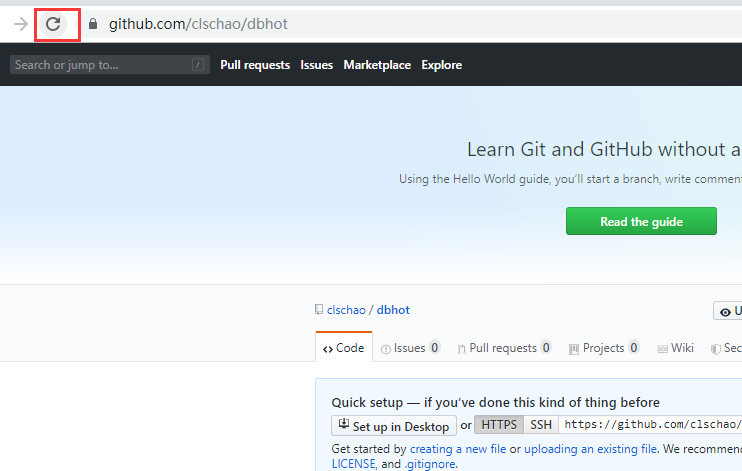 github.com/clschao/dbhot
Search or jump to... /
Pull requests Issues Marketplace Explore
Learn Git and GitHub without a
Using the Hello World guide, you'll start a branch, write comment
Read the guide
clschao / dbhot
Code Issues 0 Pull requests 0 Projects 0 Wiki Sec
Quick setup — if you've done this kind of thing before
Set up in Desktop or HTTPS SSH https://github.com/clschao/
Get started by creating a new file or uploading an existing file. We recommen
LICENSE, and .gitignore.